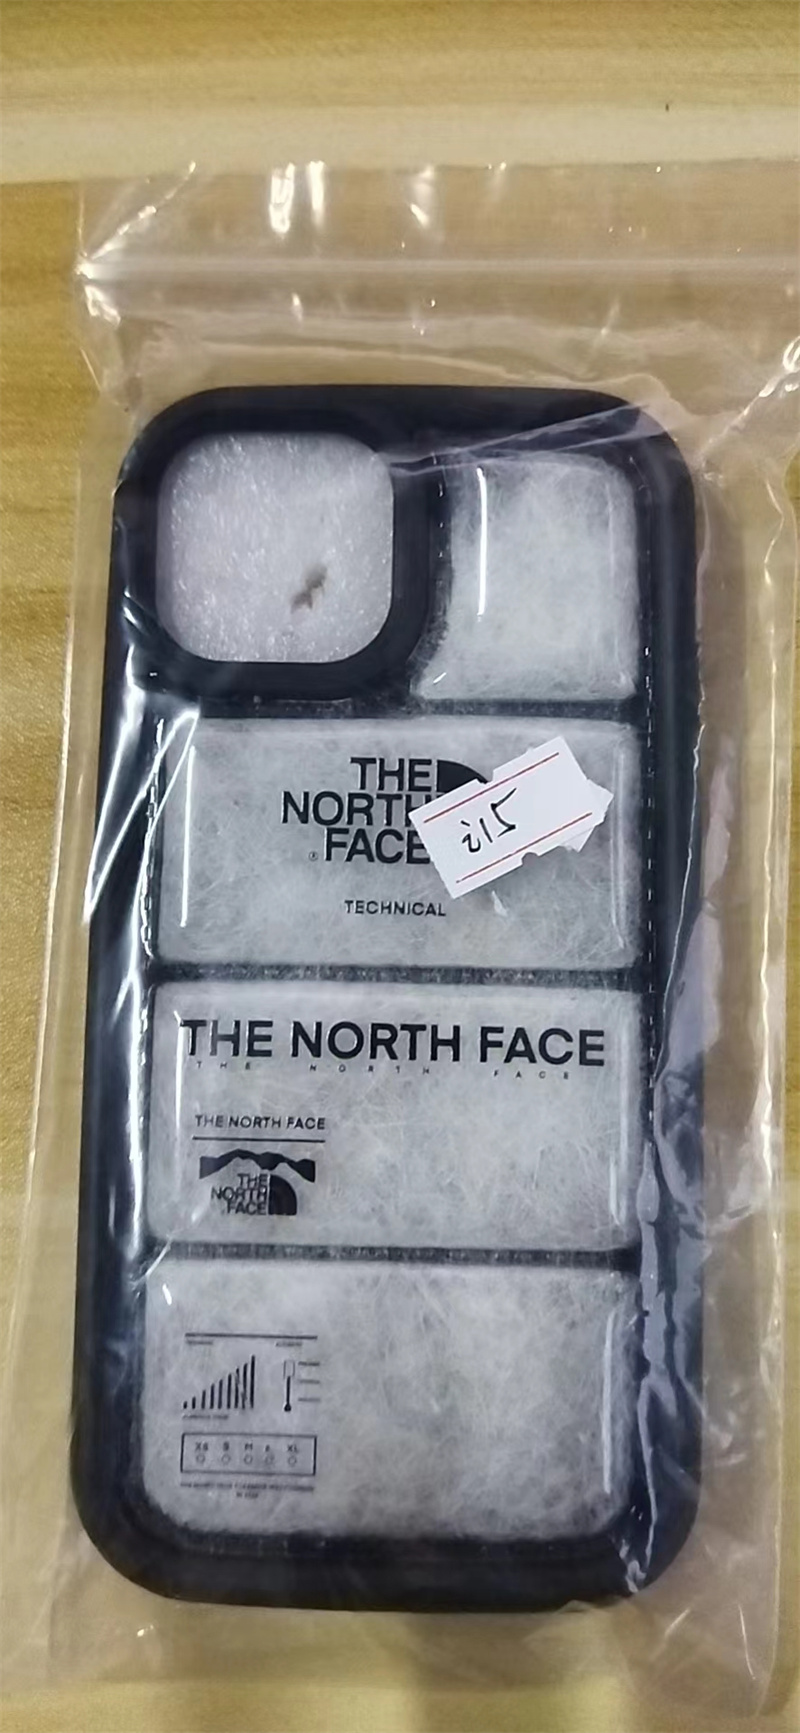 THE
NORTH
FACE
®
TECHNICAL
THE NORTH FACE
THE NORTH FACE
THE NORTH FACE
THE
NORTH
FACE
XS S M L XL